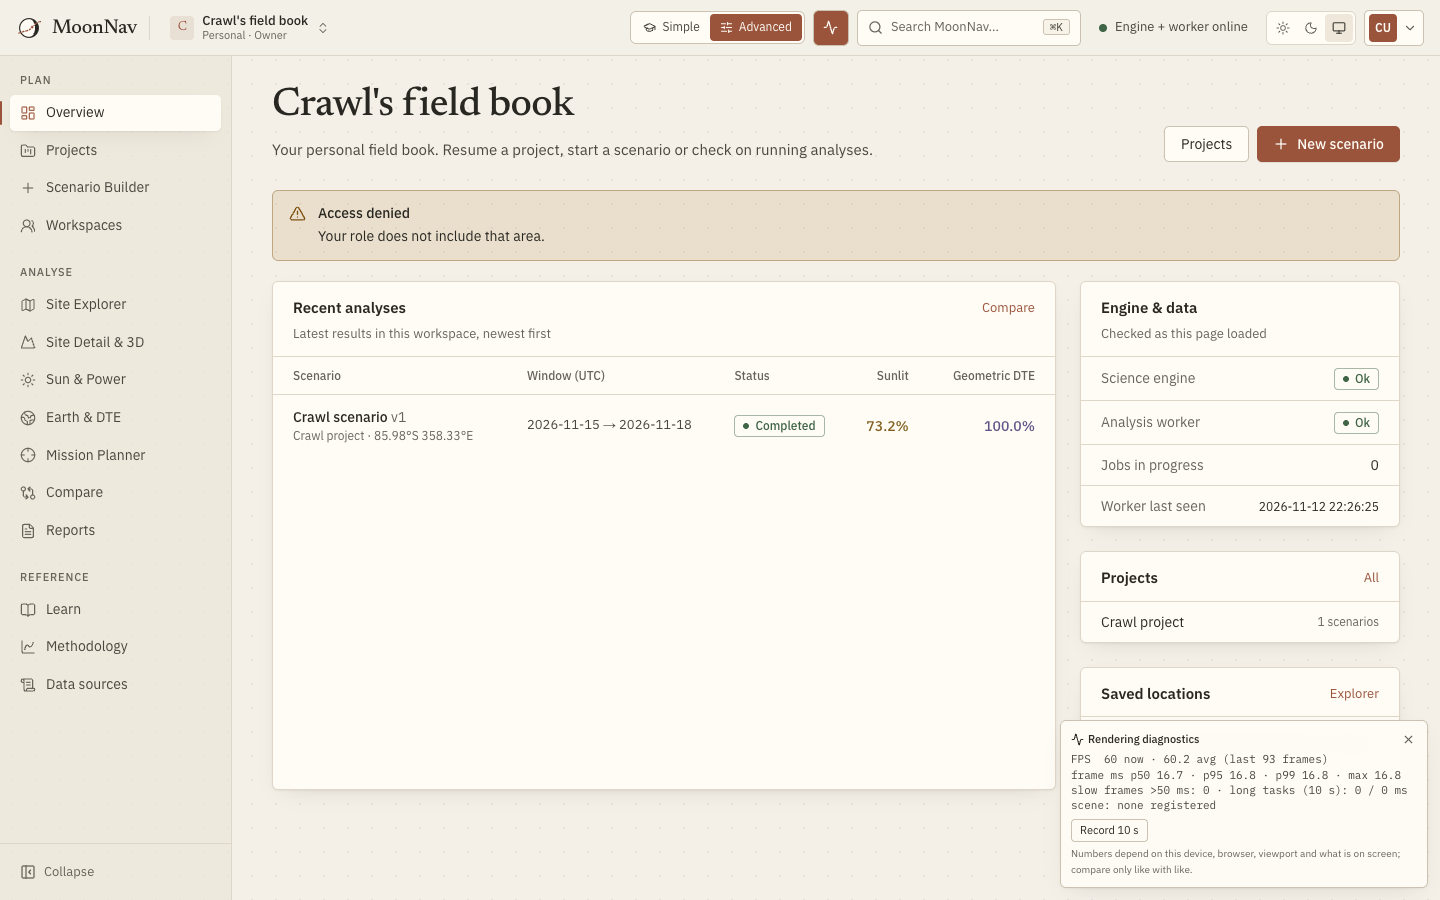 MoonNav
C
Crawl's field book
Personal · Owner
Simple
Advanced
Search MoonNav...
⌘K
Engine + worker online
CU
PLAN
Overview
Projects
Scenario Builder
Workspaces
ANALYSE
Site Explorer
Site Detail & 3D
Sun & Power
Earth & DTE
Mission Planner
Compare
Reports
REFERENCE
Learn
Methodology
Data sources
Collapse
Crawl's field book
Your personal field book. Resume a project, start a scenario or check on running analyses.
Projects
New scenario
Access denied
Your role does not include that area.
Recent analyses
Compare
Latest results in this workspace, newest first
Scenario Window (UTC) Status Sunlit Geometric DTE
Crawl scenario v1
Crawl project · 85.98°S 358.33°E
2026-11-15 → 2026-11-18
Completed
73.2%
100.0%
Engine & data
Checked as this page loaded
Science engine Ok
Analysis worker Ok
Jobs in progress 0
Worker last seen 2026-11-12 22:26:25
Projects All
Crawl project 1 scenarios
Saved locations Explorer
Rendering diagnostics
FPS 60 now · 60.2 avg (last 93 frames)
frame ms p50 16.7 · p95 16.8 · p99 16.8 · max 16.8
slow frames >50 ms: 0 · long tasks (10 s): 0 / 0 ms
scene: none registered
Record 10 s
Numbers depend on this device, browser, viewport and what is on screen;
compare only like with like.